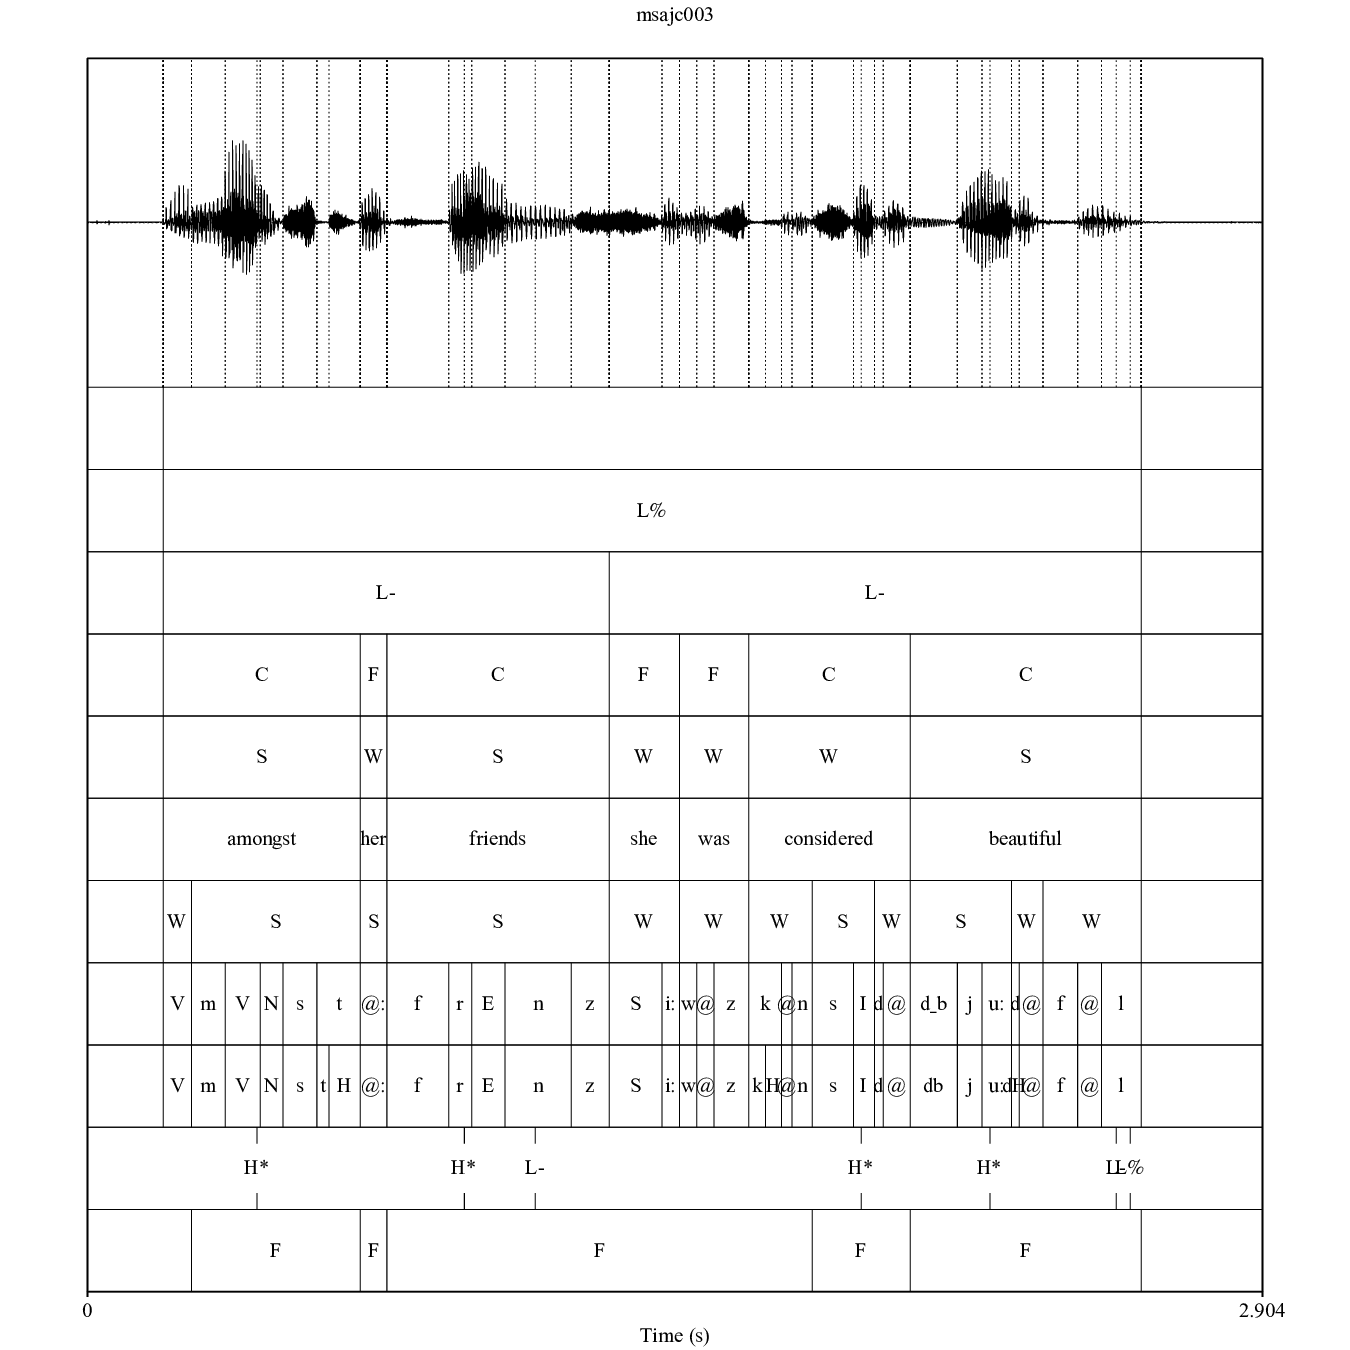 msajc003
L%
L- L-
C F C F F C C
S W S W W W S
amongst her friends she was considered beautiful
W S S S W W W S W S W W
V m V N s t @: f r E n z S i: w @ z k @ n s I d @ d_b j u: d @ f @ l
V m V N s t H @: f r E n z S i: w @ z k H @ n s I d @ db j u: d H @ f @ l
H* H* L- H* H* L- L%
F F F F F
0 2.904
Time (s)